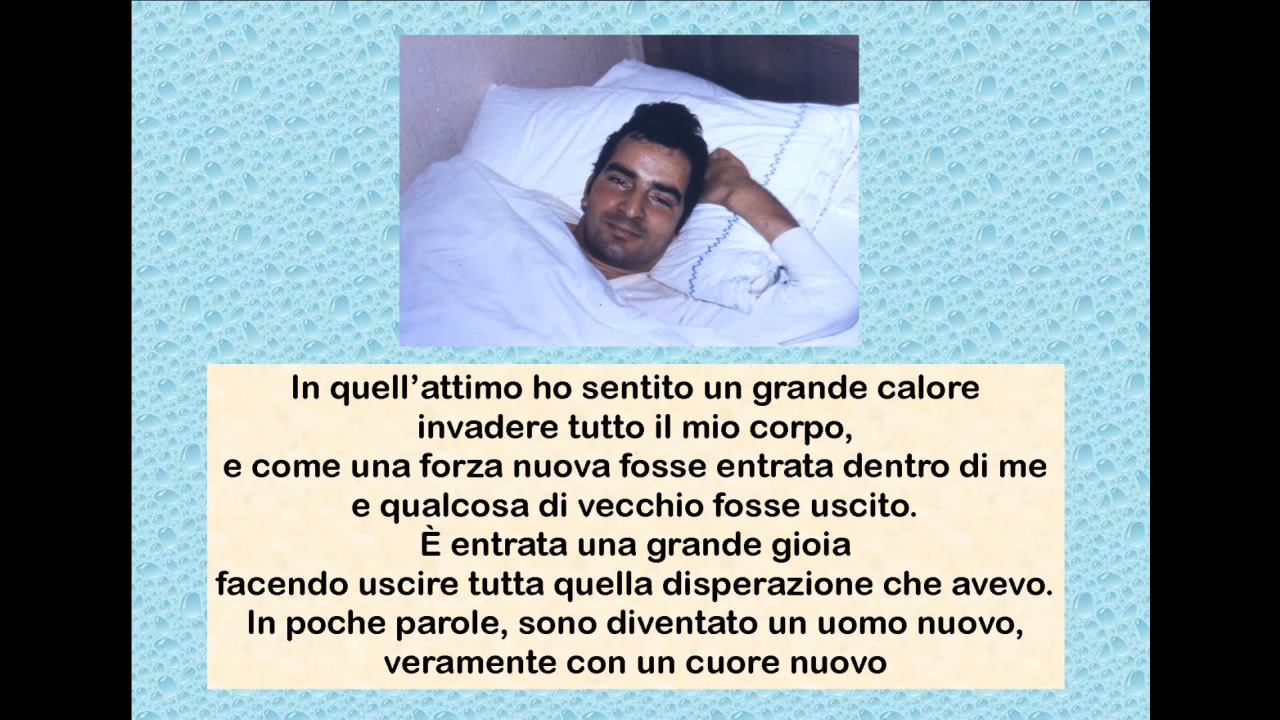 In quell’attimo ho sentito un grande calore
invadere tutto il mio corpo,
e come una forza nuova fosse entrata dentro di me
e qualcosa di vecchio fosse uscito.
È entrata una grande gioia
facendo uscire tutta quella disperazione che avevo.
In poche parole, sono diventato un uomo nuovo,
veramente con un cuore nuovo